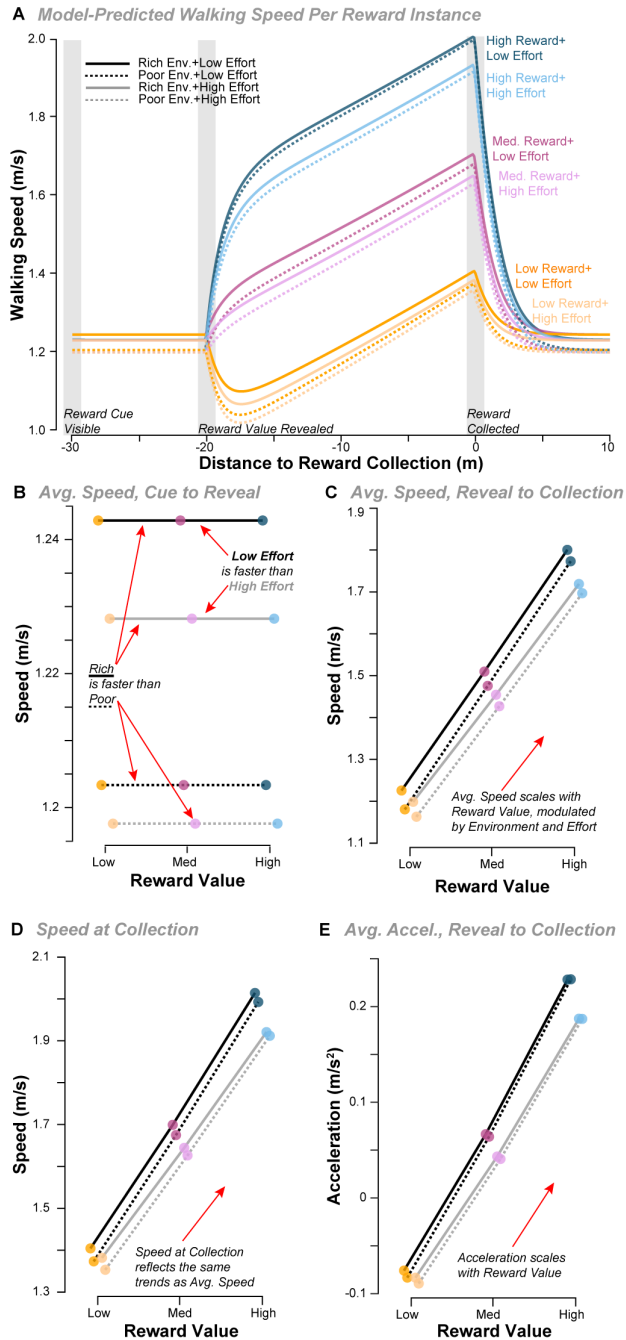 A Model-Predicted Walking Speed Per Reward Instance
Walking Speed (m/s)
2.0
1.8
1.6
1.4
1.2
1.0
Rich Env.+Low Effort
Poor Env.+Low Effort
Rich Env.+High Effort
Poor Env.+High Effort
High Reward+
Low Effort
High Reward+
High Effort
Med. Reward+
Low Effort
Med. Reward+
High Effort
Low Reward+
Low Effort
Low Reward+
High Effort
Reward Cue
Visible
Reward Value Revealed
Reward
Collected
-30
-20
-10
0
10
Distance to Reward Collection (m)
B Avg. Speed, Cue to Reveal
Speed (m/s)
1.24
1.22
1.2
Low Effort
is faster than
High Effort
Rich
is faster than
Poor
Low
Med
High
Reward Value
C Avg. Speed, Reveal to Collection
Speed (m/s)
1.9
1.7
1.5
1.3
1.1
Avg. Speed scales with
Reward Value, modulated
by Environment and Effort
Low
Med
High
Reward Value
D Speed at Collection
Speed (m/s)
2.1
1.9
1.7
1.5
1.3
Speed at Collection
reflects the same
trends as Avg. Speed
Low
Med
High
Reward Value
E Avg. Accel., Reveal to Collection
Acceleration (m/s²)
0.2
0.1
0
-0.1
Acceleration scales
with Reward Value
Low
Med
High
Reward Value